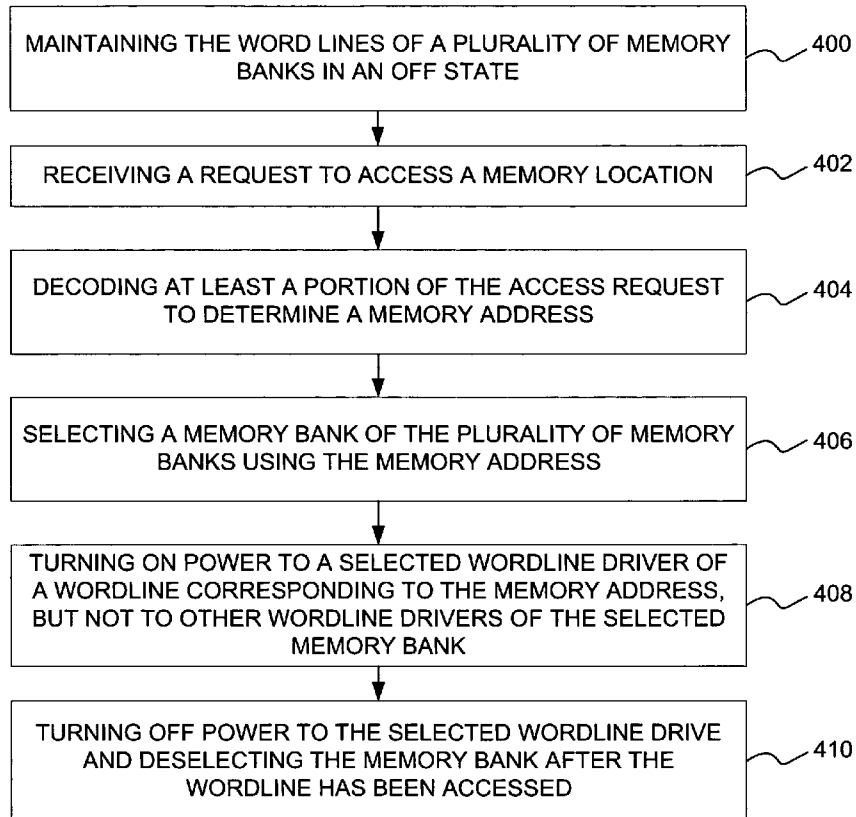 MAINTAINING THE WORD LINES OF A PLURALITY OF MEMORY
BANKS IN AN OFF STATE
400
RECEIVING A REQUEST TO ACCESS A MEMORY LOCATION
402
DECODING AT LEAST A PORTION OF THE ACCESS REQUEST
TO DETERMINE A MEMORY ADDRESS
404
SELECTING A MEMORY BANK OF THE PLURALITY OF MEMORY
BANKS USING THE MEMORY ADDRESS
406
TURNING ON POWER TO A SELECTED WORDLINE DRIVER OF
A WORDLINE CORRESPONDING TO THE MEMORY ADDRESS,
BUT NOT TO OTHER WORDLINE DRIVERS OF THE SELECTED
MEMORY BANK
408
TURNING OFF POWER TO THE SELECTED WORDLINE DRIVE
AND DESELECTING THE MEMORY BANK AFTER THE
WORDLINE HAS BEEN ACCESSED
410